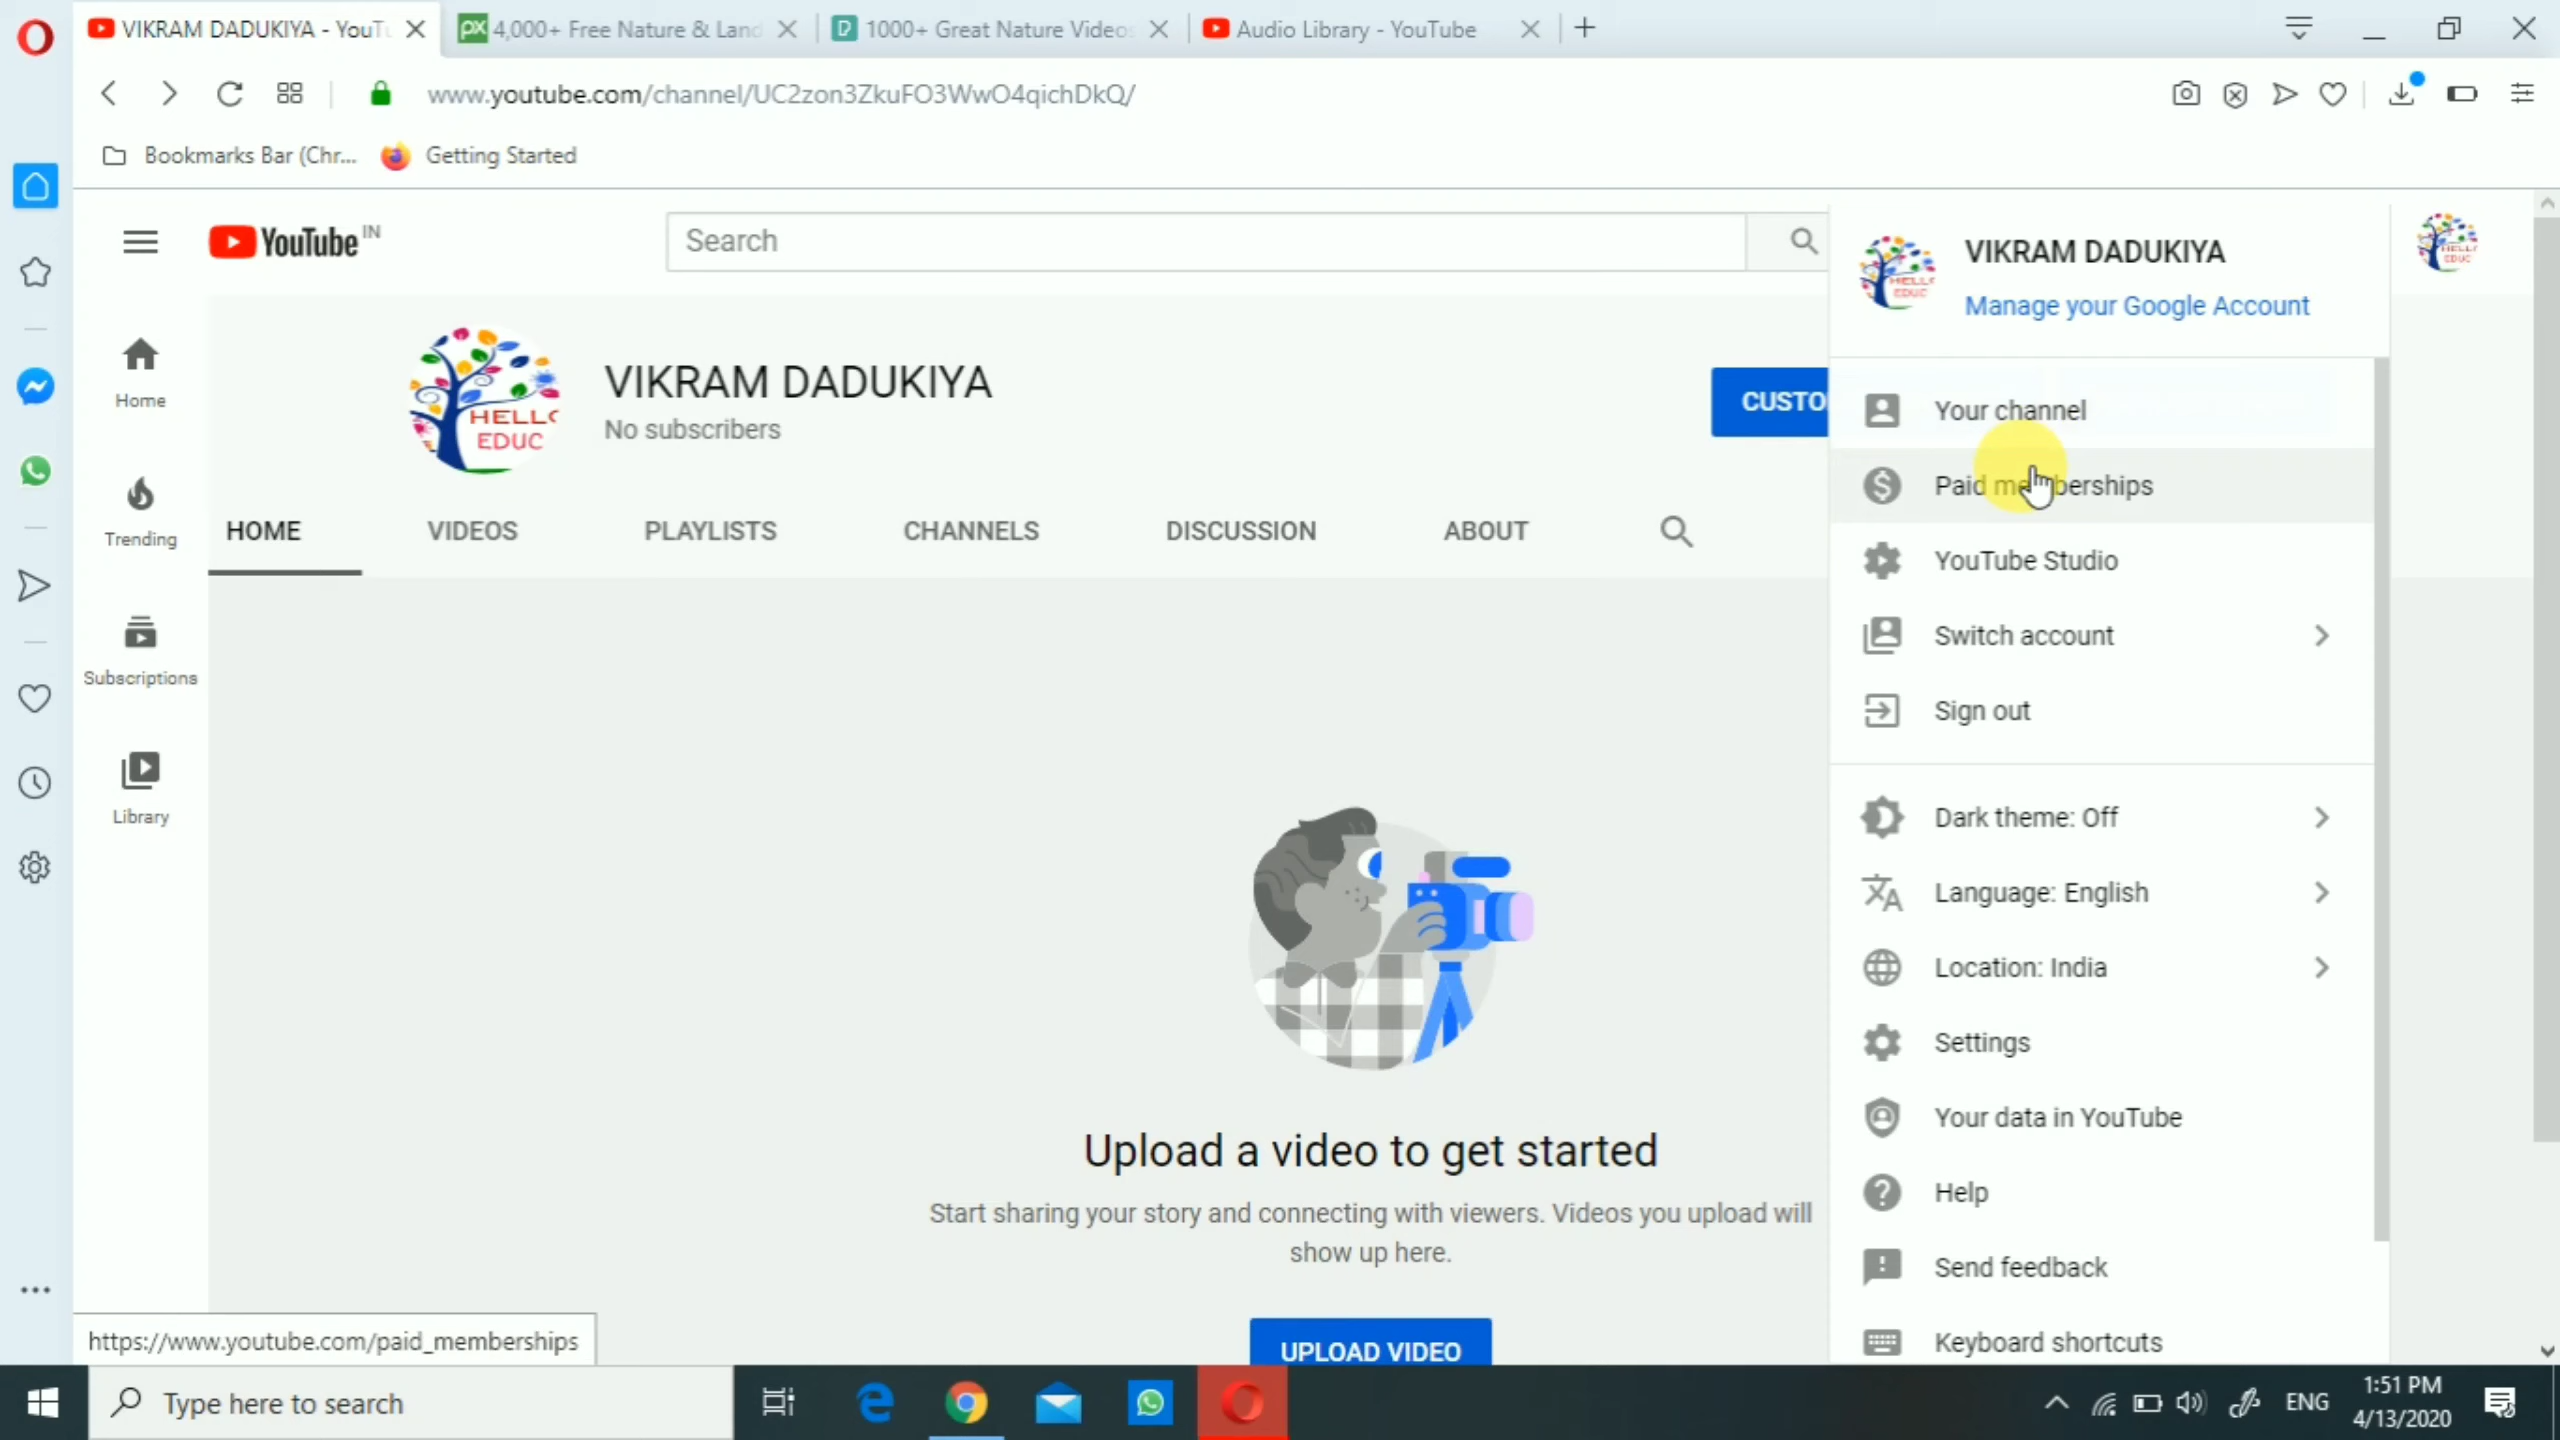 VIKRAM DADUKIYA - YouTu
4,000+ Free Nature & Land
1000+ Great Nature Videos
Audio Library - YouTube
www.youtube.com/channel/UC2zon3ZkuFO3WwO4qichDkQ/
Bookmarks Bar (Chr...
Getting Started
YouTube IN
Search
VIKRAM DADUKIYA
Manage your Google Account
HELLO
EDUC
VIKRAM DADUKIYA
No subscribers
CUSTO
HOME
VIDEOS
PLAYLISTS
CHANNELS
DISCUSSION
ABOUT
Home
Trending
Subscriptions
Library
Your channel
Paid memberships
YouTube Studio
Switch account
Sign out
Dark theme: Off
Language: English
Location: India
Settings
Your data in YouTube
Help
Send feedback
Keyboard shortcuts
Upload a video to get started
Start sharing your story and connecting with viewers. Videos you upload will
show up here.
UPLOAD VIDEO
https://www.youtube.com/paid_memberships
Type here to search
ENG
1:51 PM
4/13/2020